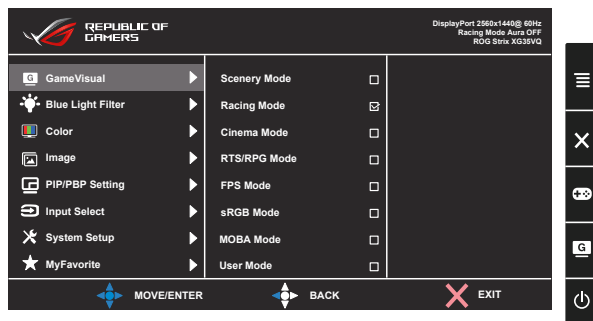 REPUBLIC OF
GAMERS
DisplayPort 2560x1440@ 60Hz
Racing Mode Aura OFF
ROG Strix XG35VQ
G GameVisual
Blue Light Filter
Color
Image
PIP/PBP Setting
Input Select
System Setup
MyFavorite
Scenery Mode
Racing Mode
Cinema Mode
RTS/RPG Mode
FPS Mode
sRGB Mode
MOBA Mode
User Mode
MOVE/ENTER
BACK
EXIT
G